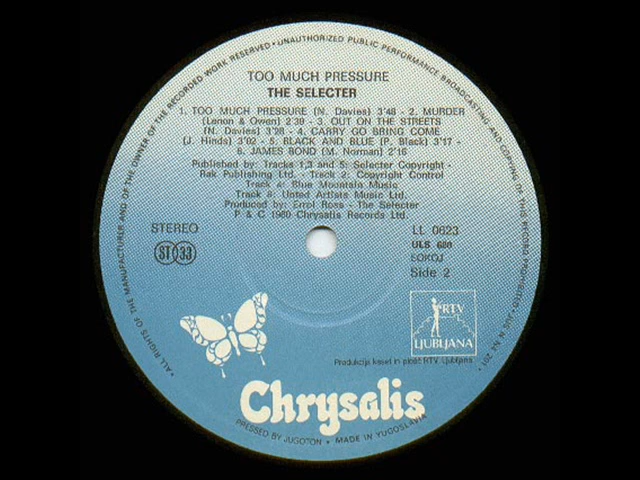 • ALL RIGHTS OF THE MANUFACTURER AND OF THE OWNER OF THE RECORDED WORK RESERVED • UNAUTHORIZED PUBLIC PERFORMANCE BROADCASTING AND COPYING OF THIS RECORD PROHIBITED
TOO MUCH PRESSURE
THE SELECTER
1. TOO MUCH PRESSURE (N. Davies) 3'48 - 2. MURDER
(Lenon & Owen) 2'39 - 3. OUT ON THE STREETS
(N. Davies) 3'28 - 4. CARRY GO BRING COME
(J. Hinds) 3'02 - 5. BLACK AND BLUE (P. Black) 3'17 -
6. JAMES BOND (M. Norman) 2'16
Published by: Tracks 1,3 and 5: Selecter Copyright -
Rak Publishing Ltd. - Track 2: Copyright Control
Track 4: Blue Mountain Music
Track 6: United Artists Music Ltd.
Produced by: Errol Ross - The Selecter
P & C 1980 Chrysalis Records Ltd.
STEREO
LL 0623
ULS 680
SOKOJ
ST 33
Side 2
RTV
LJUBLJANA
Produkcija kaset in plošč RTV Ljubljana
Chrysalis
PRESSED BY JUGOTON • MADE IN YUGOSLAVIA